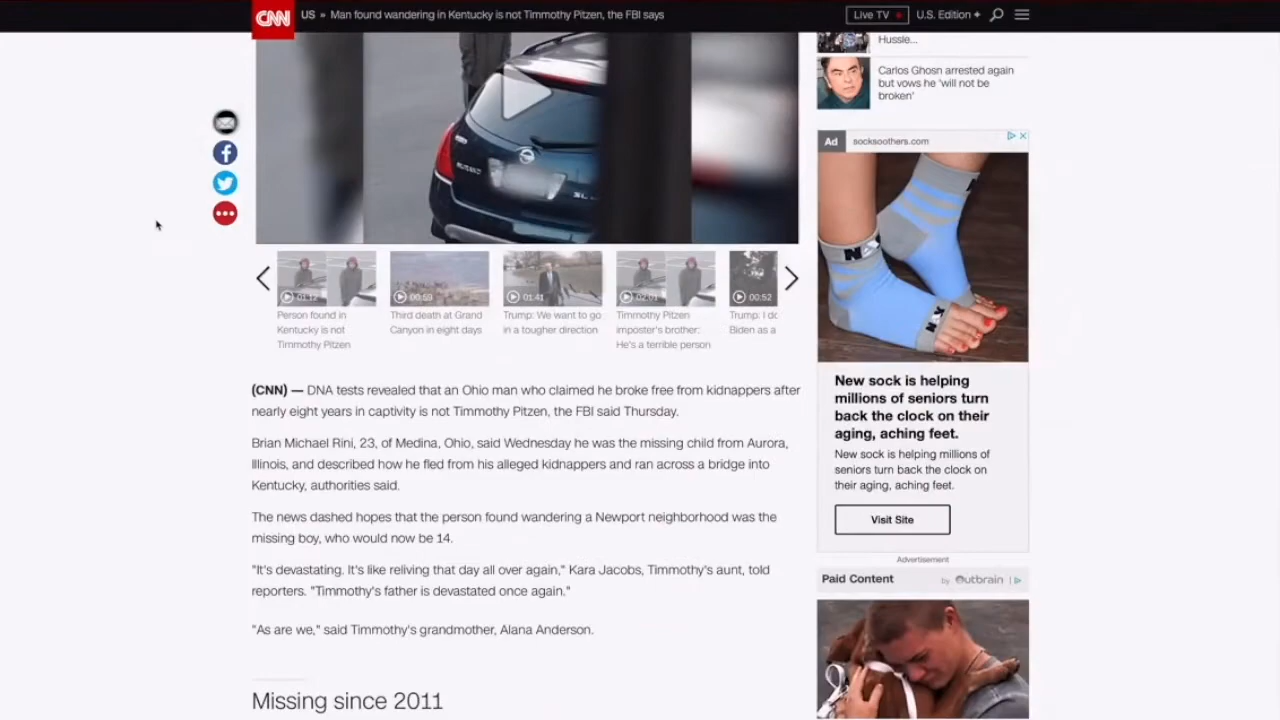 CNN
US » Man found wandering in Kentucky is not Timmothy Pitzen, the FBI says
Live TV
U.S. Edition +
Hussle...
Carlos Ghosn arrested again
but vows he 'will not be
broken'
01:12
00:59
01:41
02:01
00:52
Person found in
Kentucky is not
Timmothy Pitzen
Third death at Grand
Canyon in eight days
Trump: We want to go
in a tougher direction
Timmothy Pitzen
imposter's brother:
He's a terrible person
Trump: I dc
Biden as a
(CNN) — DNA tests revealed that an Ohio man who claimed he broke free from kidnappers after
nearly eight years in captivity is not Timmothy Pitzen, the FBI said Thursday.
Brian Michael Rini, 23, of Medina, Ohio, said Wednesday he was the missing child from Aurora,
Illinois, and described how he fled from his alleged kidnappers and ran across a bridge into
Kentucky, authorities said.
The news dashed hopes that the person found wandering a Newport neighborhood was the
missing boy, who would now be 14.
"It's devastating. It's like reliving that day all over again," Kara Jacobs, Timmothy's aunt, told
reporters. "Timmothy's father is devastated once again."
"As are we," said Timmothy's grandmother, Alana Anderson.
Missing since 2011
Ad
socksoothers.com
New sock is helping
millions of seniors turn
back the clock on their
aging, aching feet.
New sock is helping millions of
seniors turn back the clock on
their aging, aching feet.
Visit Site
Advertisement
Paid Content
by Outbrain